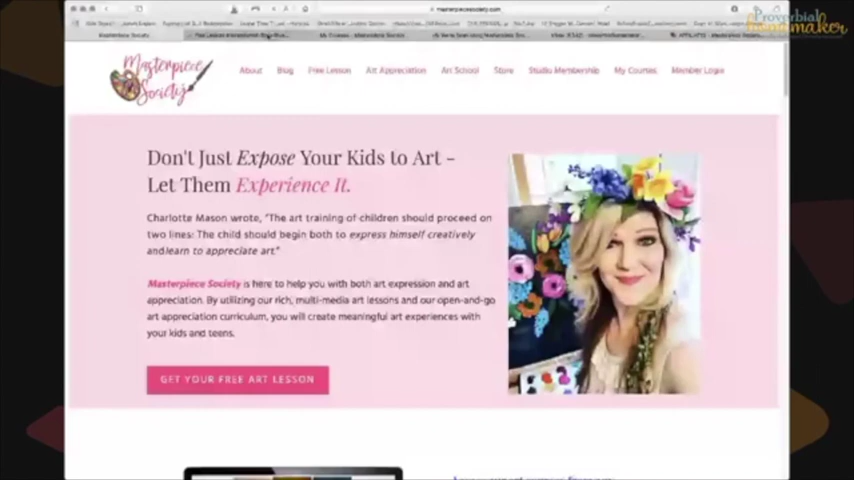 Proverbial
Homemaker
masterpiecesociety.com
Masterpiece Society
Masterpiece
Society
About Blog Free Lesson Art Appreciation Art School Store Studio Membership My Courses Member Login
Don't Just Expose Your Kids to Art -
Let Them Experience It.
Charlotte Mason wrote, "The art training of children should proceed on
two lines: The child should begin both to express himself creatively
andlearn to appreciate art."
Masterpiece Society is here to help you with both art expression and art
appreciation. By utilizing our rich, multi-media art lessons and our open-and-go
art appreciation curriculum, you will create meaningful art experiences with
your kids and teens.
GET YOUR FREE ART LESSON